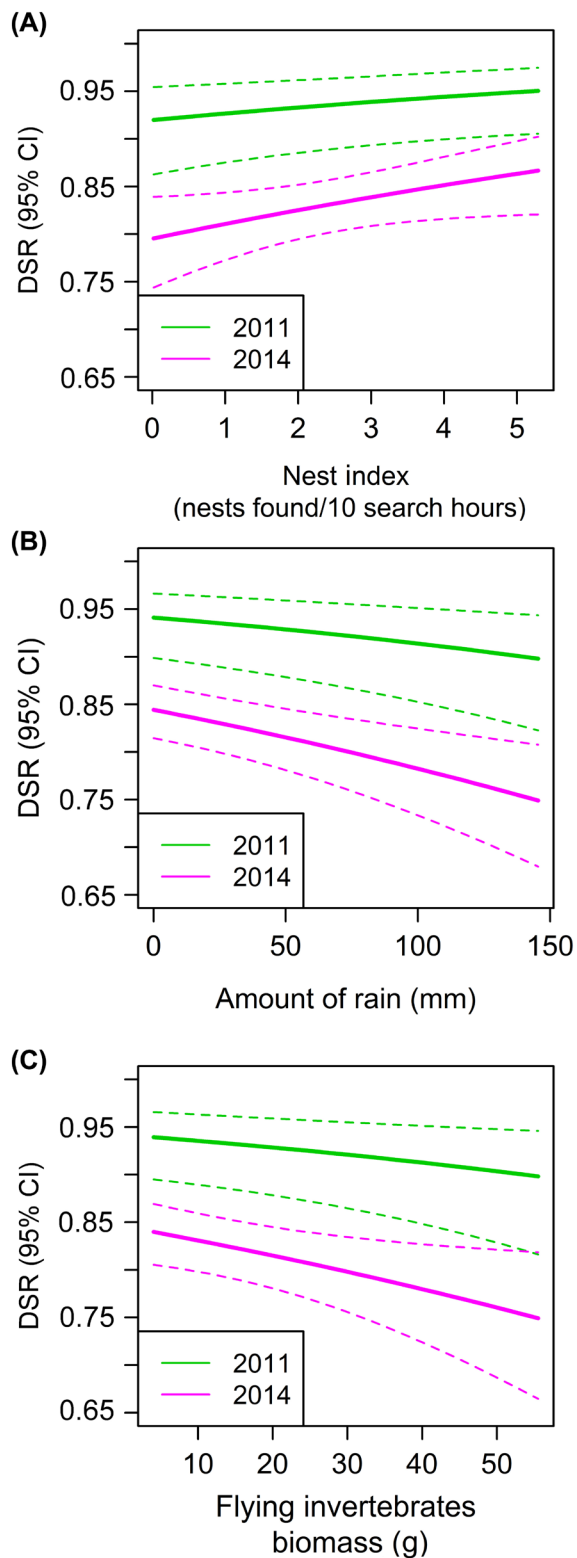 (A)
DSR (95% CI)
0.95
0.85
0.75
0.65
2011
2014
0 1 2 3 4 5
Nest index
(nests found/10 search hours)
(B)
DSR (95% CI)
0.95
0.85
0.75
0.65
2011
2014
0 50 100 150
Amount of rain (mm)
(C)
DSR (95% CI)
0.95
0.85
0.75
0.65
2011
2014
10 20 30 40 50
Flying invertebrates
biomass (g)